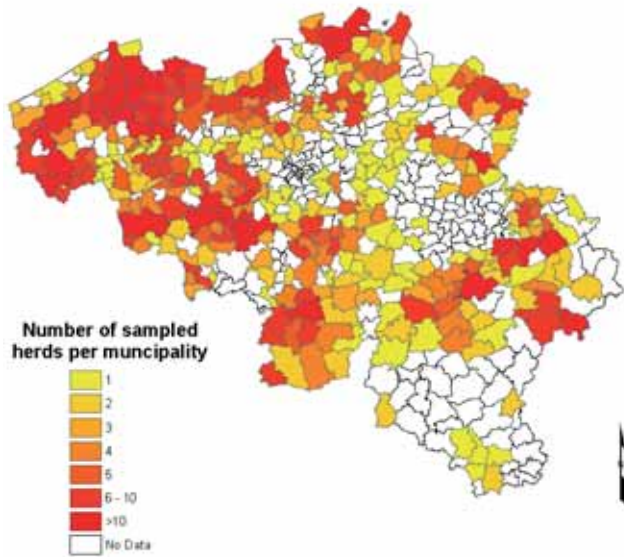 Number of sampled
herds per muncipality
1
2
3
4
5
6 - 10
>10
No Data